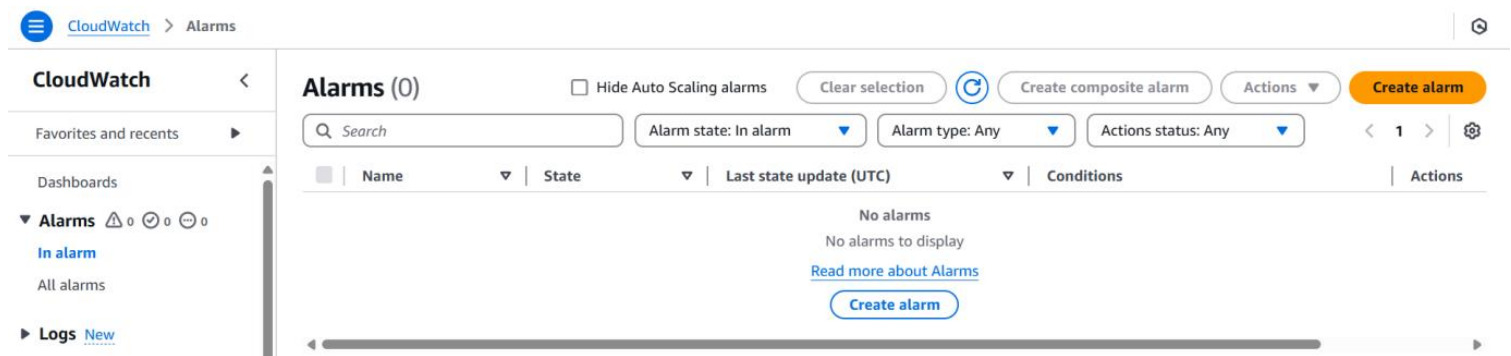 CloudWatch > Alarms
CloudWatch
Favorites and recents
Dashboards
Alarms 0 0 0
In alarm
All alarms
Logs New
Alarms (0)
Hide Auto Scaling alarms
Clear selection
Create composite alarm
Actions
Create alarm
Search
Alarm state: In alarm
Alarm type: Any
Actions status: Any
< 1 >
Name
State
Last state update (UTC)
Conditions
Actions
No alarms
No alarms to display
Read more about Alarms
Create alarm